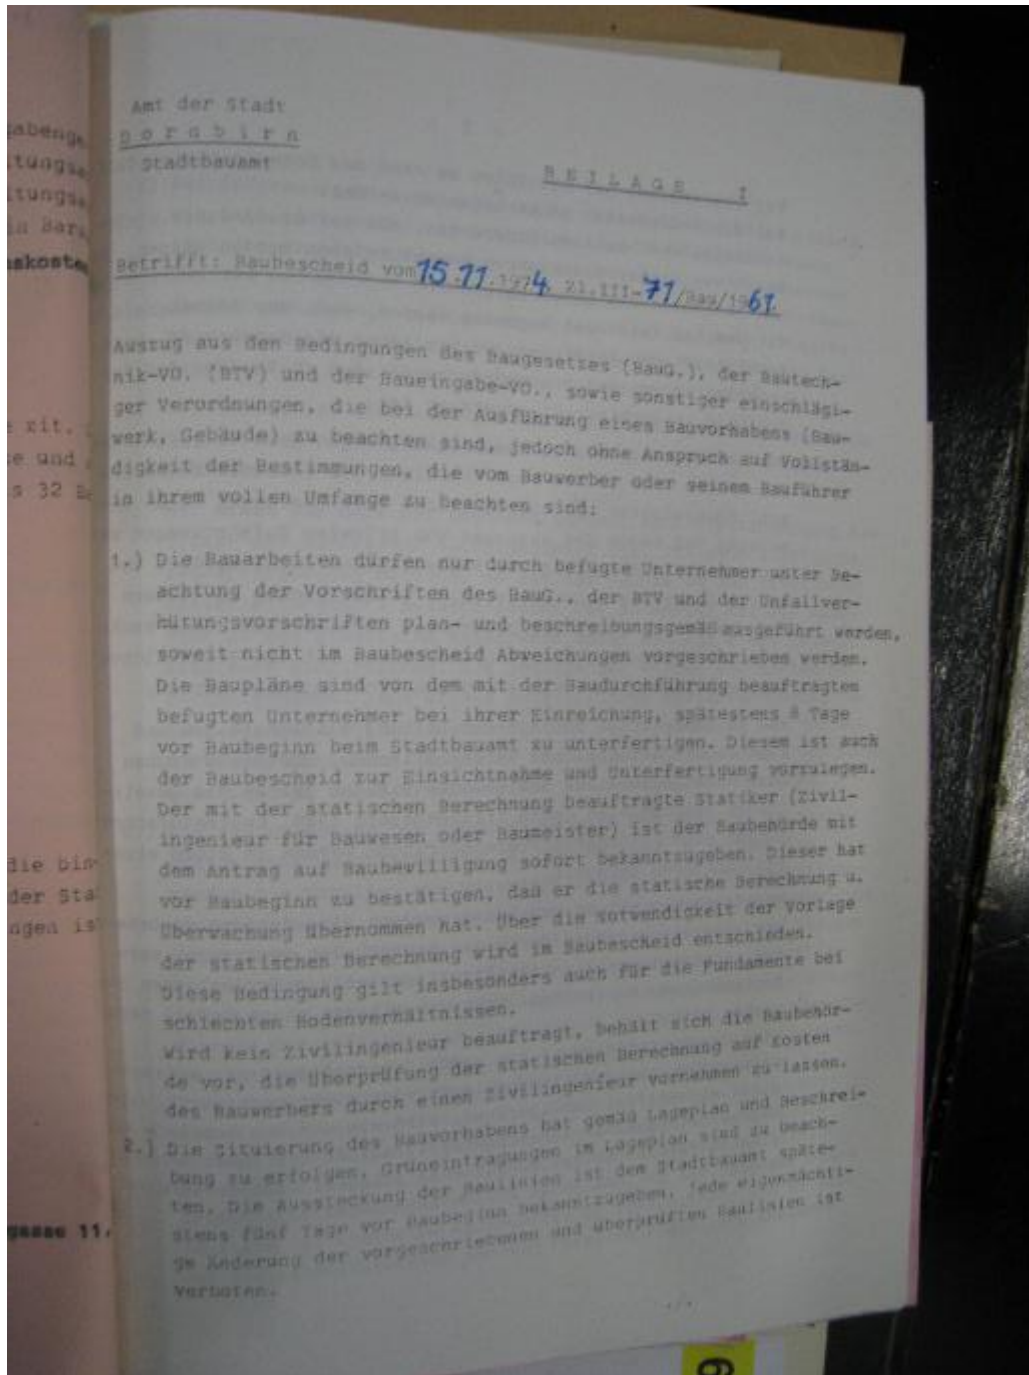 Amt der Stadt
Dornbirn
Stadtbauamt
BEILAGE I
Betrifft: Baubescheid vom 15.11.1974, Zl.III-71/Bau/1961.
Auszug aus den Bedingungen des Baugesetzes (BauG.), der Bautech-
nik-VO. (BTV) und der Baueingabe-VO., sowie sonstiger einschlägi-
ger Verordnungen, die bei der Ausführung eines Bauvorhabens (Bau-
werk, Gebäude) zu beachten sind, jedoch ohne Anspruch auf Vollstän-
digkeit der Bestimmungen, die vom Bauwerber oder seinem Bauführer
in ihrem vollen Umfange zu beachten sind:
1.) Die Bauarbeiten dürfen nur durch befugte Unternehmer unter Be-
achtung der Vorschriften des BauG., der BTV und der Unfallver-
hütungsvorschriften plan- und beschreibungsgemäß ausgeführt werden,
soweit nicht im Baubescheid Abweichungen vorgeschrieben werden.
Die Baupläne sind von dem mit der Baudurchführung beauftragten
befugten Unternehmer bei ihrer Einreichung, spätestens 8 Tage
vor Baubeginn beim Stadtbauamt zu unterfertigen. Diesem ist auch
der Baubescheid zur Einsichtnahme und Unterfertigung vorzulegen.
Der mit der statischen Berechnung beauftragte Statiker (Zivil-
ingenieur für Bauwesen oder Baumeister) ist der Baubehörde mit
dem Antrag auf Baubewilligung sofort bekanntzugeben. Dieser hat
vor Baubeginn zu bestätigen, daß er die statische Berechnung u.
Überwachung übernommen hat. Über die Notwendigkeit der Vorlage
der statischen Berechnung wird im Baubescheid entschieden.
Diese Bedingung gilt insbesonders auch für die Fundamente bei
schlechten Bodenverhältnissen.
Wird kein Zivilingenieur beauftragt, behält sich die Baubehör-
de vor, die Überprüfung der statischen Berechnung auf Kosten
des Bauwerbers durch einen Zivilingenieur vornehmen zu lassen.
2.) Die Situierung des Bauvorhabens hat gemäß Lageplan und Beschrei-
bung zu erfolgen. Grüneintragungen im Lageplan sind zu beach-
ten. Die Aussteckung der Baulinien ist dem Stadtbauamt späte-
stens fünf Tage vor Baubeginn bekanntzugeben. Jede eigenmächti-
ge Änderung der vorgeschriebenen und überprüften Baulinien ist
verboten.
./.